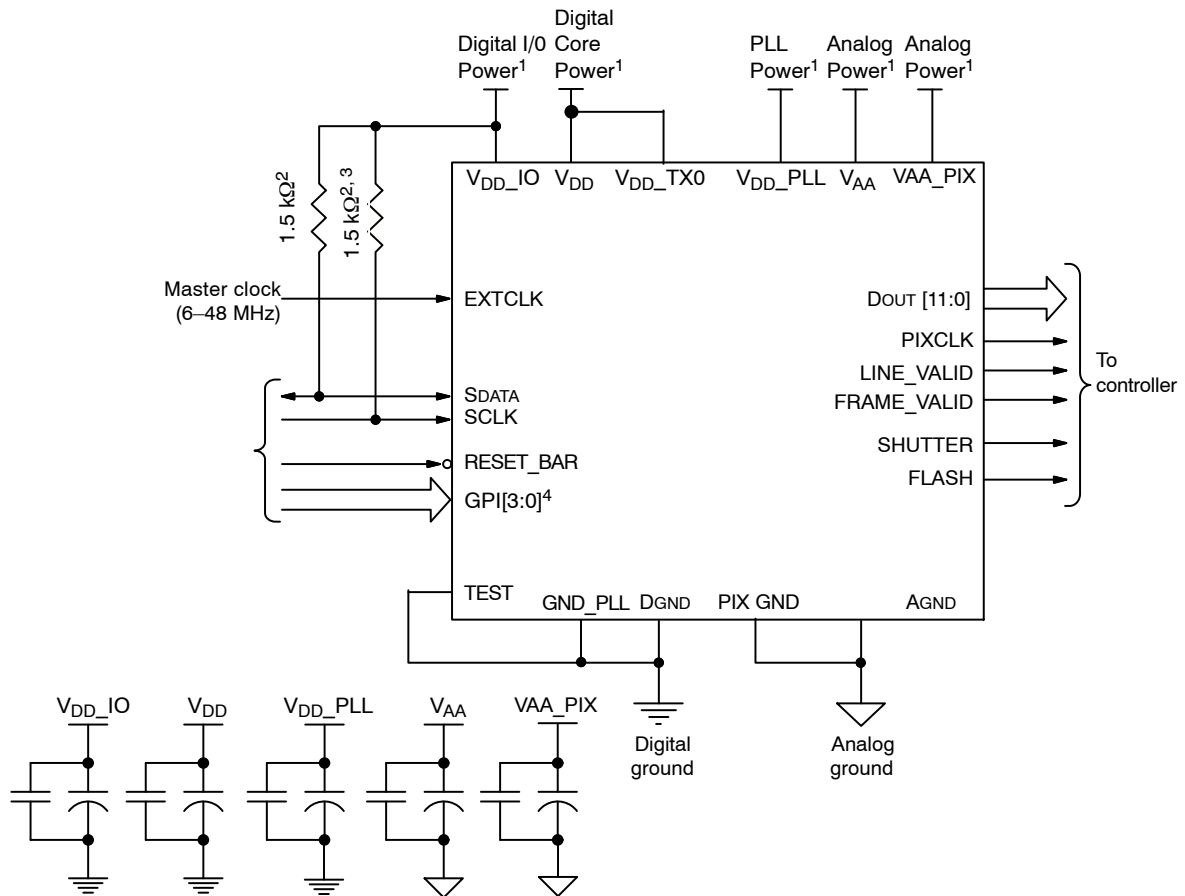 Digital I/0
Power¹
Digital
Core
Power¹
PLL
Power¹
Analog
Power¹
Analog
Power¹
VDD_IO
VDD
VDD_TX0
VDD_PLL
VAA
VAA_PIX
1.5 kΩ²
1.5 kΩ²,³
Master clock
(6–48 MHz)
EXTCLK
SDATA
SCLK
RESET_BAR
GPI[3:0]⁴
TEST
DOUT [11:0]
PIXCLK
LINE_VALID
FRAME_VALID
SHUTTER
FLASH
To
controller
GND_PLL
DGND
PIX GND
AGND
Digital
ground
Analog
ground
VDD_IO
VDD
VDD_PLL
VAA
VAA_PIX